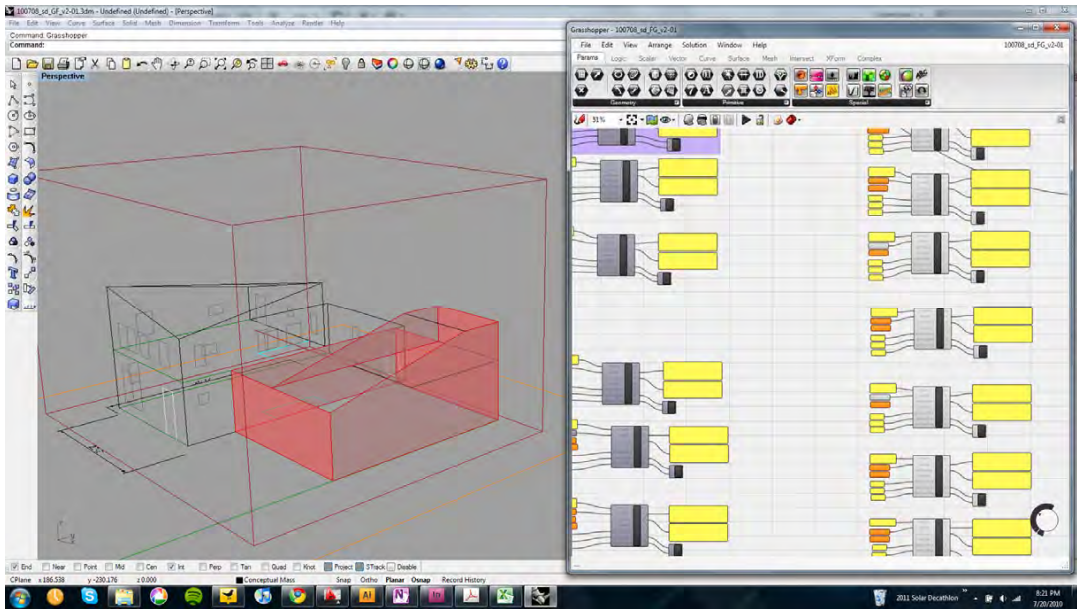 100708_sd_GF_v2-01.3dm - Undefined (Undefined) - [Perspective]
File Edit View Curve Surface Solid Mesh Dimension Transform Tools Analyze Render Help
Command: Grasshopper
Command:
Perspective
Grasshopper - 100708_sd_FG_v2-01
File Edit View Arrange Solution Window Help
100708_sd_FG_v2-01
Params Logic Scalar Vector Curve Surface Mesh Intersect XForm Complex
Geometry Primitive Special
31%
End Near Point Mid Cen Int Perp Tan Quad Knot Project STrack Disable
CPlane x 186.538 y -230.176 z 0.000 Conceptual Mass Snap Ortho Planar Osnap Record History
2011 Solar Decathlon
8:21 PM
7/20/2010